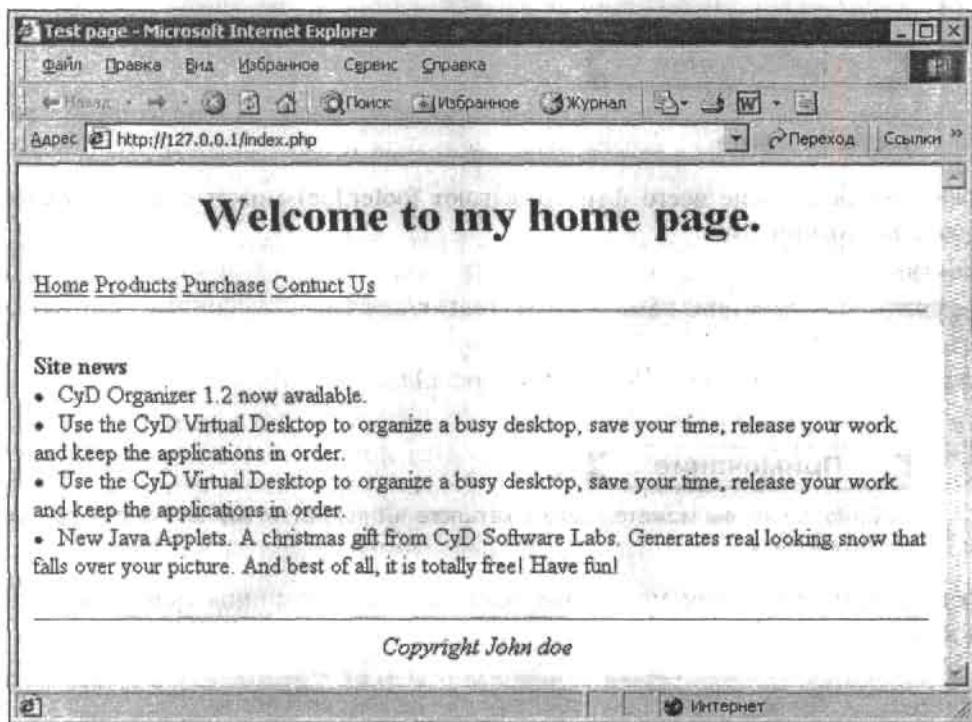 Test page - Microsoft Internet Explorer
Файл Правка Вид Избранное Сервис Справка
Назад Поиск Избранное Журнал
Адрес http://127.0.0.1/index.php Переход Ссылки »
Welcome to my home page.
Home Products Purchase Contuct Us
Site news
• CyD Organizer 1.2 now available.
• Use the CyD Virtual Desktop to organize a busy desktop, save your time, release your work
and keep the applications in order.
• Use the CyD Virtual Desktop to organize a busy desktop, save your time, release your work
and keep the applications in order.
• New Java Applets. A christmas gift from CyD Software Labs. Generates real looking snow that
falls over your picture. And best of all, it is totally free! Have fun!
Copyright John doe
Интернет